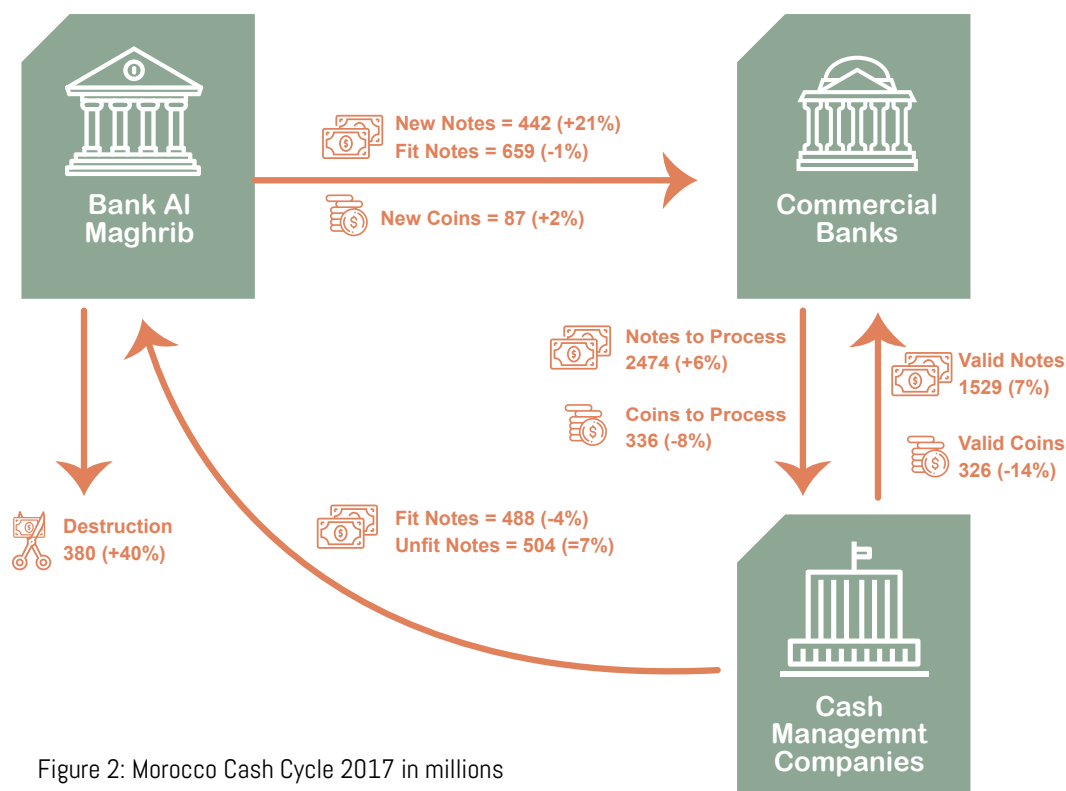 Bank Al
Maghrib
New Notes = 442 (+21%)
Fit Notes = 659 (-1%)
New Coins = 87 (+2%)
Commercial
Banks
Notes to Process
2474 (+6%)
Coins to Process
336 (-8%)
Valid Notes
1529 (7%)
Valid Coins
326 (-14%)
Destruction
380 (+40%)
Fit Notes = 488 (-4%)
Unfit Notes = 504 (=7%)
Cash
Managemnt
Companies
Figure 2: Morocco Cash Cycle 2017 in millions